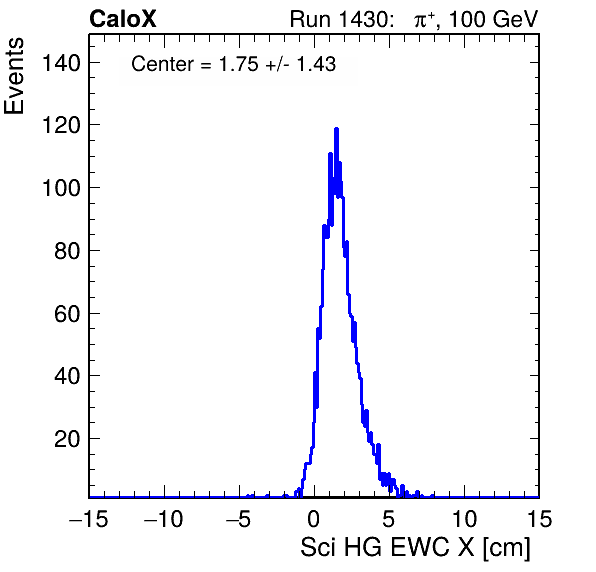 CaloX Run 1430: π+, 100 GeV
Center = 1.75 +/- 1.43
Events
140
120
100
80
60
40
20
−15 −10 −5 0 5 10 15
Sci HG EWC X [cm]